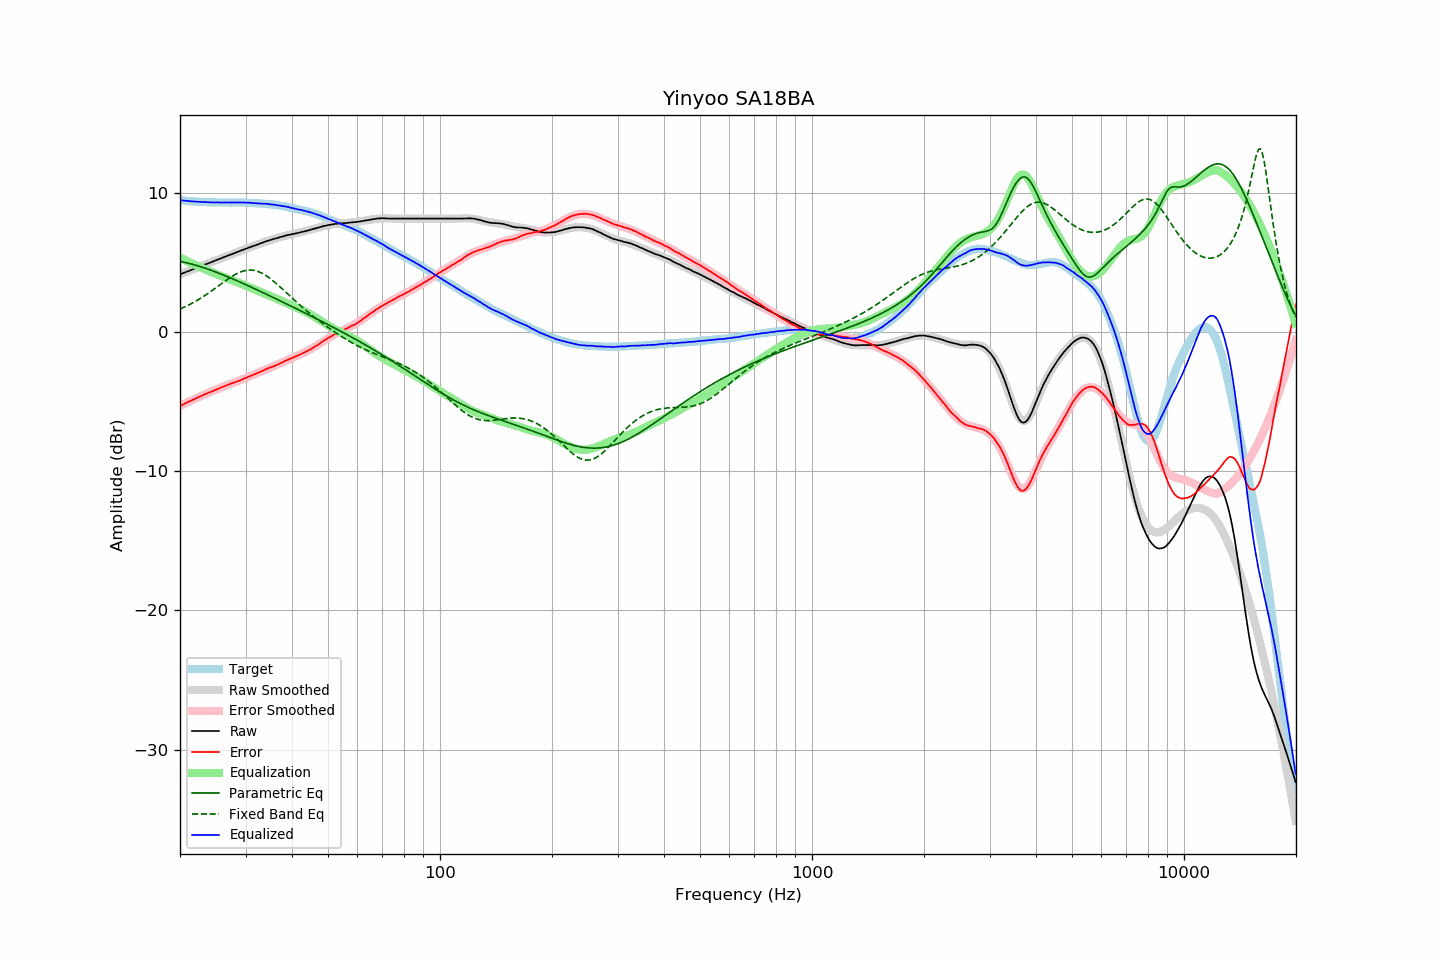 Yinyoo SA18BA
Amplitude (dBr)
10
0
−10
−20
−30
Target
Raw Smoothed
Error Smoothed
Raw
Error
Equalization
Parametric Eq
Fixed Band Eq
Equalized
100
1000
10000
Frequency (Hz)